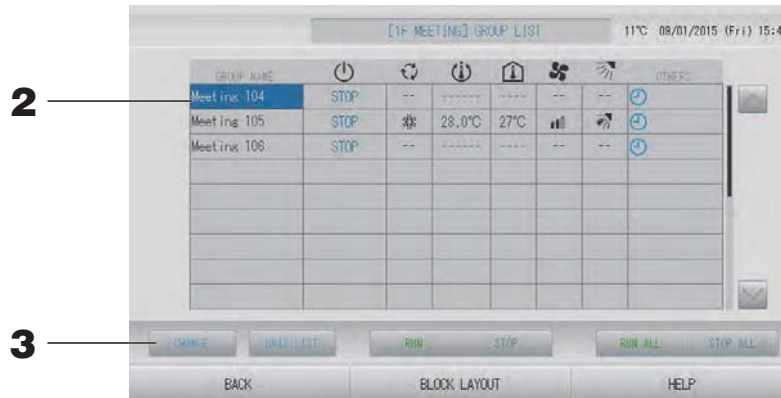 [1F MEETING] GROUP LIST 11°C 09/01/2015 (Fri) 15:4
GROUP NAME OTHERS
2
Meeting 104 STOP -- ------ ---- -- --
Meeting 105 STOP 28.0°C 27°C
Meeting 106 STOP -- ------ ---- -- --
3
CHANGE UNIT LIST RUN STOP RUN ALL STOP ALL
BACK BLOCK LAYOUT HELP